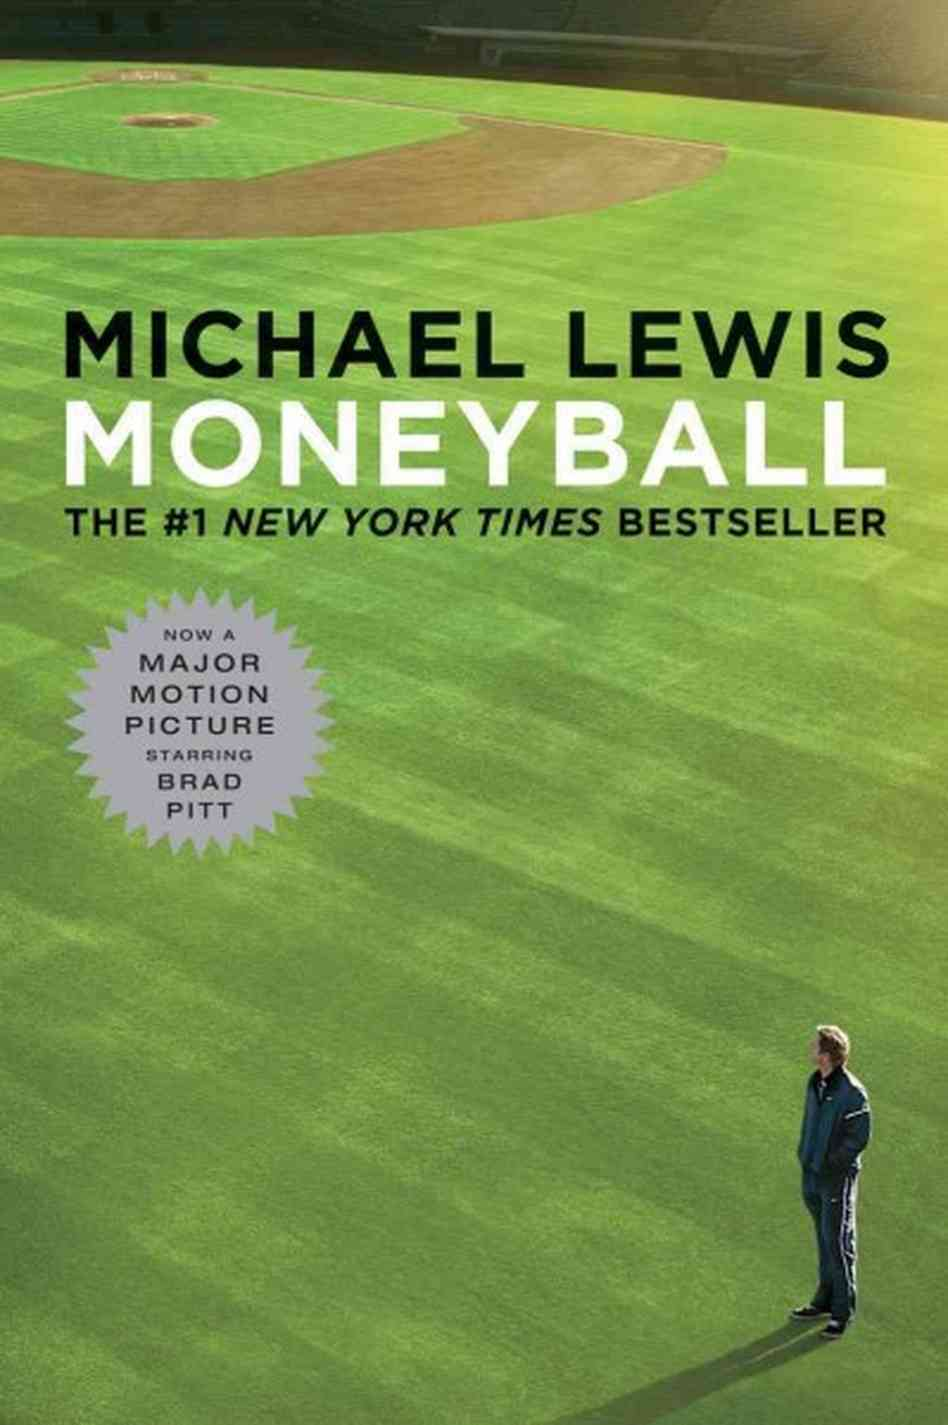 MICHAEL LEWIS
MONEYBALL
THE #1 NEW YORK TIMES BESTSELLER
NOW A
MAJOR
MOTION
PICTURE
STARRING
BRAD
PITT